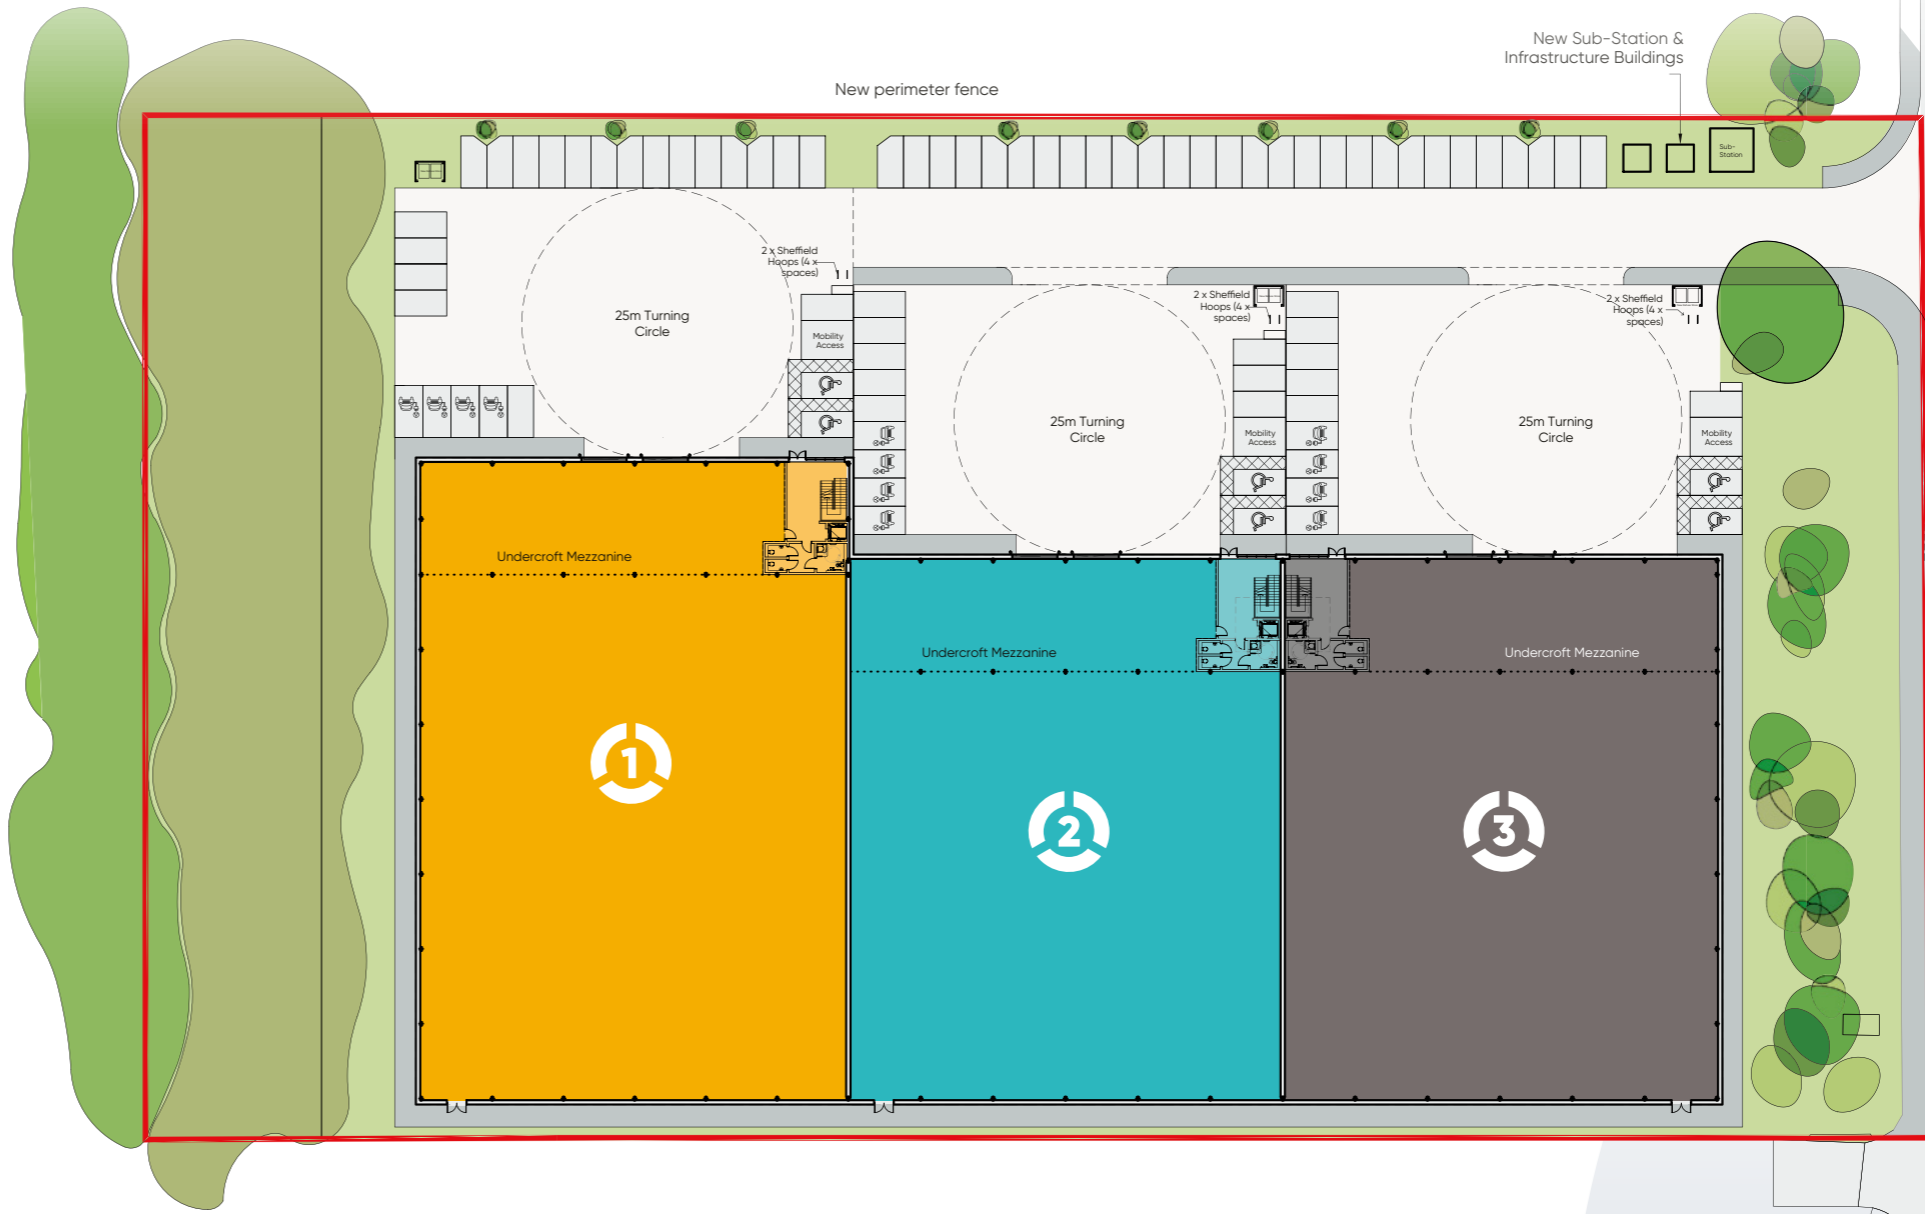 New Sub-Station &
Infrastructure Buildings
New perimeter fence
Sub-
Station
2 x Sheffield
Hoops (4 x
spaces)
2 x Sheffield
Hoops (4 x
spaces)
2 x Sheffield
Hoops (4 x
spaces)
25m Turning
Circle
Mobility
Access
25m Turning
Circle
Mobility
Access
25m Turning
Circle
Mobility
Access
Undercroft Mezzanine
Undercroft Mezzanine
Undercroft Mezzanine
1
2
3